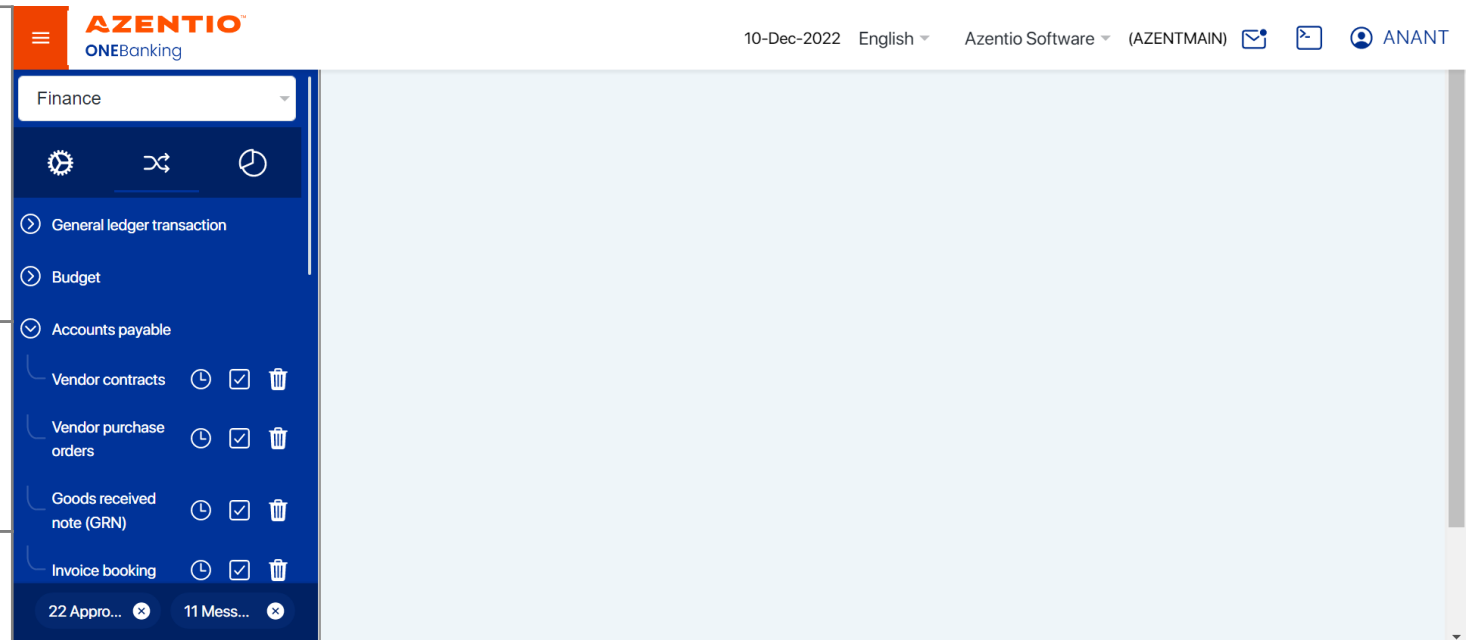 AZENTIO™
ONEBanking
10-Dec-2022 English Azentio Software (AZENTMAIN) ANANT
Finance
General ledger transaction
Budget
Accounts payable
Vendor contracts
Vendor purchase
orders
Goods received
note (GRN)
Invoice booking
22 Appro... 11 Mess...